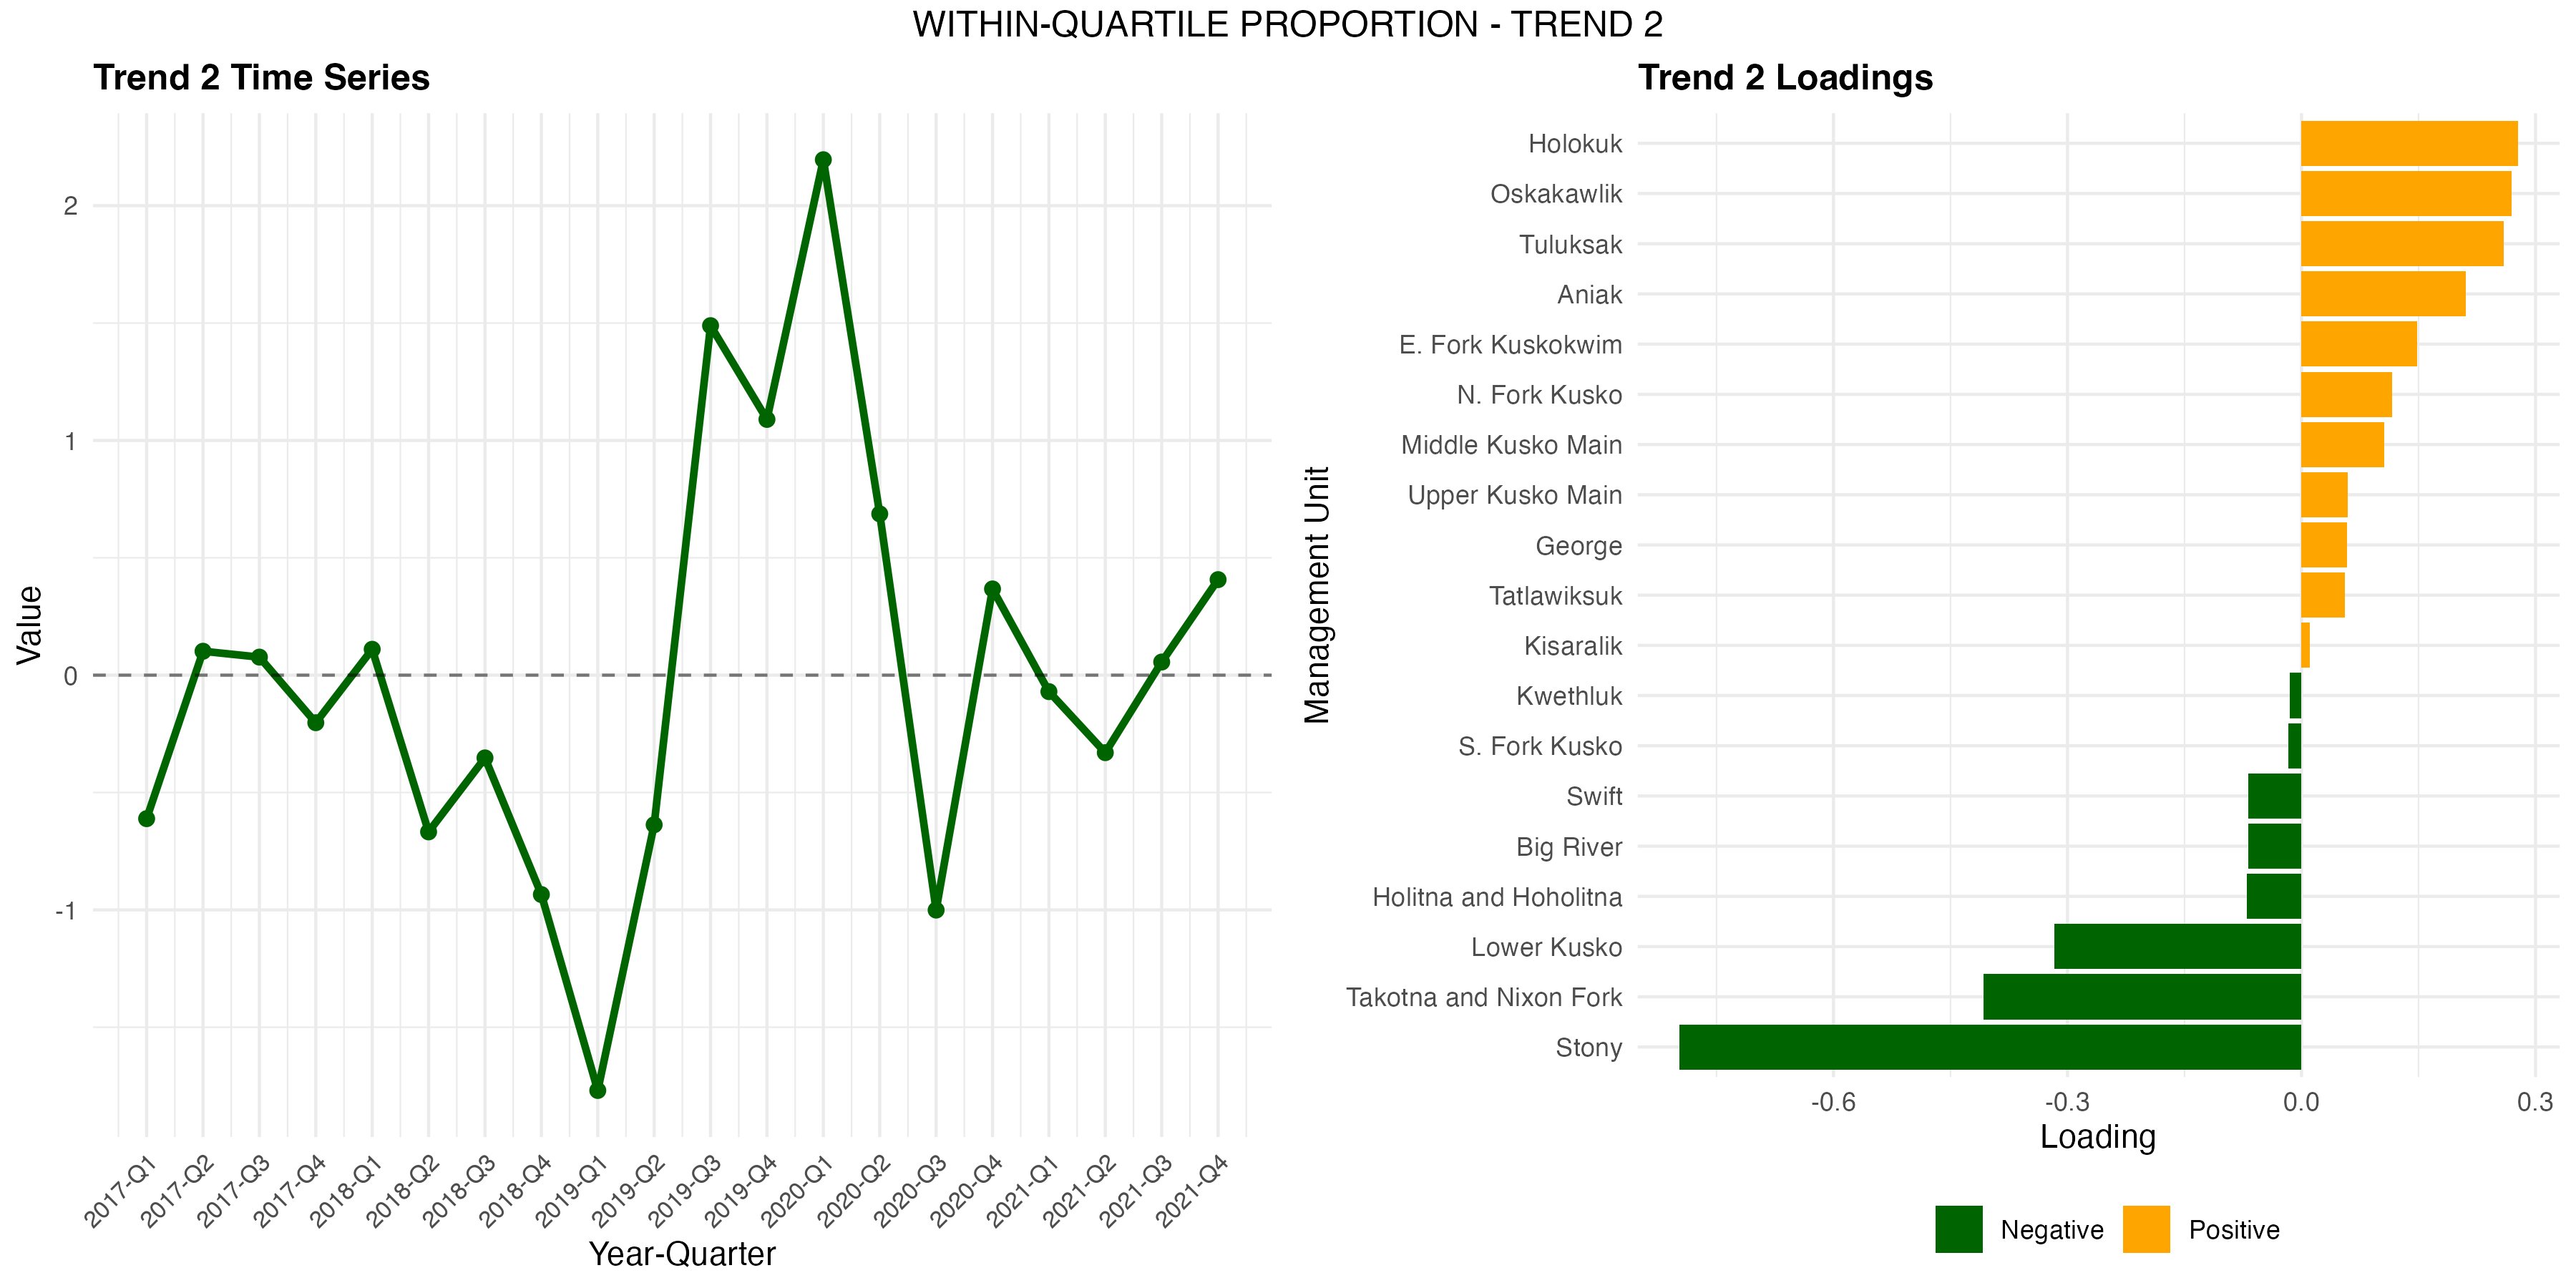 WITHIN-QUARTILE PROPORTION - TREND 2
Trend 2 Time Series
Value
2
1
0
-1
2017-Q1
2017-Q2
2017-Q3
2017-Q4
2018-Q1
2018-Q2
2018-Q3
2018-Q4
2019-Q1
2019-Q2
2019-Q3
2019-Q4
2020-Q1
2020-Q2
2020-Q3
2020-Q4
2021-Q1
2021-Q2
2021-Q3
2021-Q4
Year-Quarter
Trend 2 Loadings
Management Unit
Holokuk
Oskakawlik
Tuluksak
Aniak
E. Fork Kuskokwim
N. Fork Kusko
Middle Kusko Main
Upper Kusko Main
George
Tatlawiksuk
Kisaralik
Kwethluk
S. Fork Kusko
Swift
Big River
Holitna and Hoholitna
Lower Kusko
Takotna and Nixon Fork
Stony
-0.6
-0.3
0.0
0.3
Loading
Negative
Positive